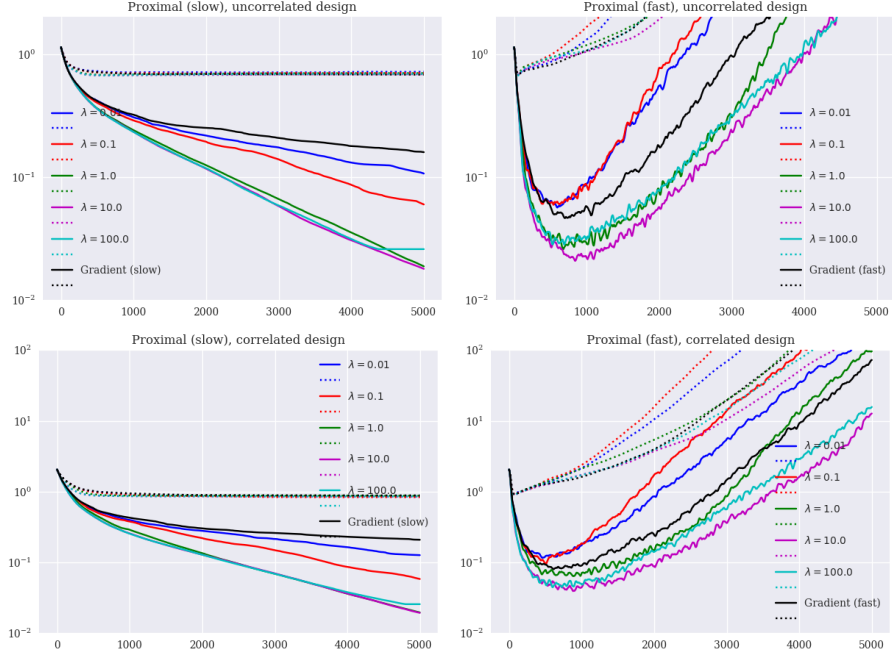 Proximal (slow), uncorrelated design
10⁰
10⁻¹
10⁻²
λ = 0.01
λ = 0.1
λ = 1.0
λ = 10.0
λ = 100.0
Gradient (slow)
0 1000 2000 3000 4000 5000
Proximal (fast), uncorrelated design
10⁰
10⁻¹
10⁻²
λ = 0.01
λ = 0.1
λ = 1.0
λ = 10.0
λ = 100.0
Gradient (fast)
0 1000 2000 3000 4000 5000
Proximal (slow), correlated design
10²
10¹
10⁰
10⁻¹
10⁻²
λ = 0.01
λ = 0.1
λ = 1.0
λ = 10.0
λ = 100.0
Gradient (slow)
0 1000 2000 3000 4000 5000
Proximal (fast), correlated design
10²
10¹
10⁰
10⁻¹
10⁻²
λ = 0.01
λ = 0.1
λ = 1.0
λ = 10.0
λ = 100.0
Gradient (fast)
0 1000 2000 3000 4000 5000